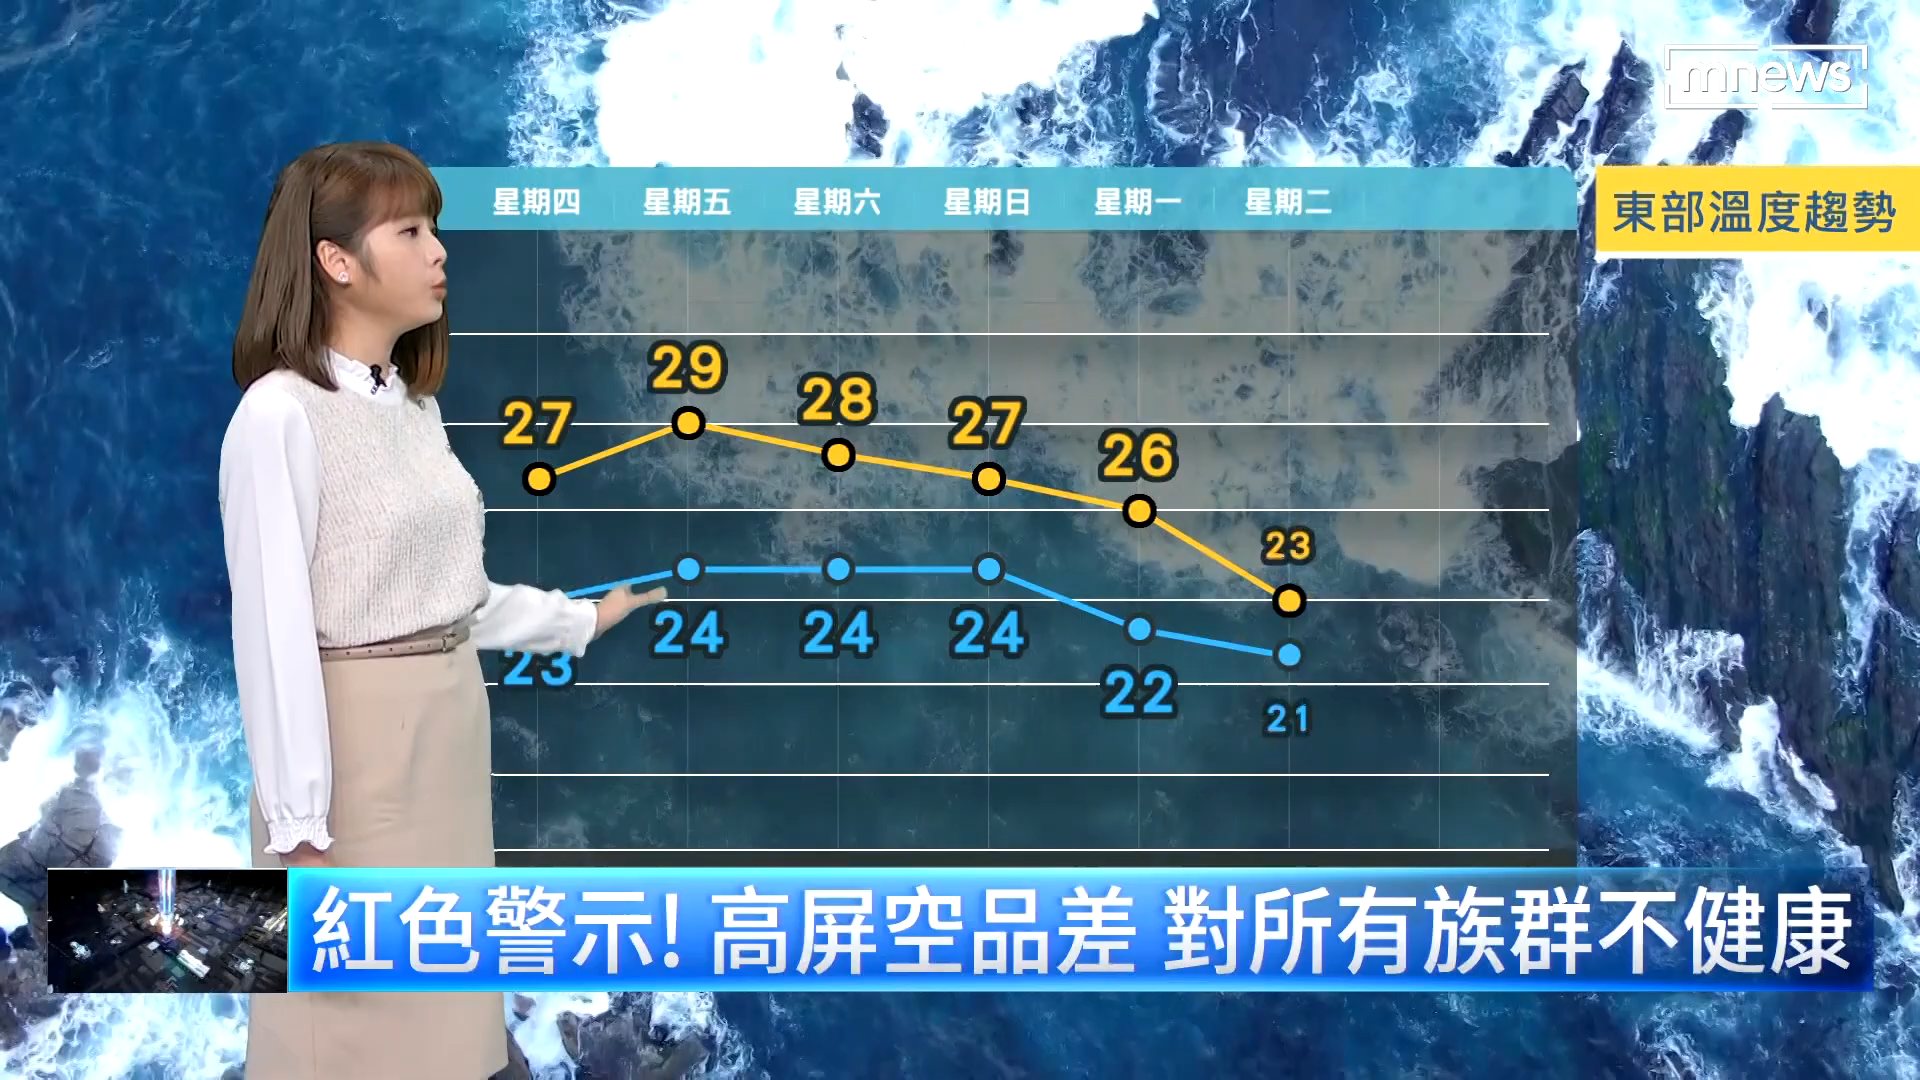 mnews
東部溫度趨勢
星期四 星期五 星期六 星期日 星期一 星期二
27 29 28 27 26 23
23 24 24 24 22 21
紅色警示! 高屏空品差 對所有族群不健康